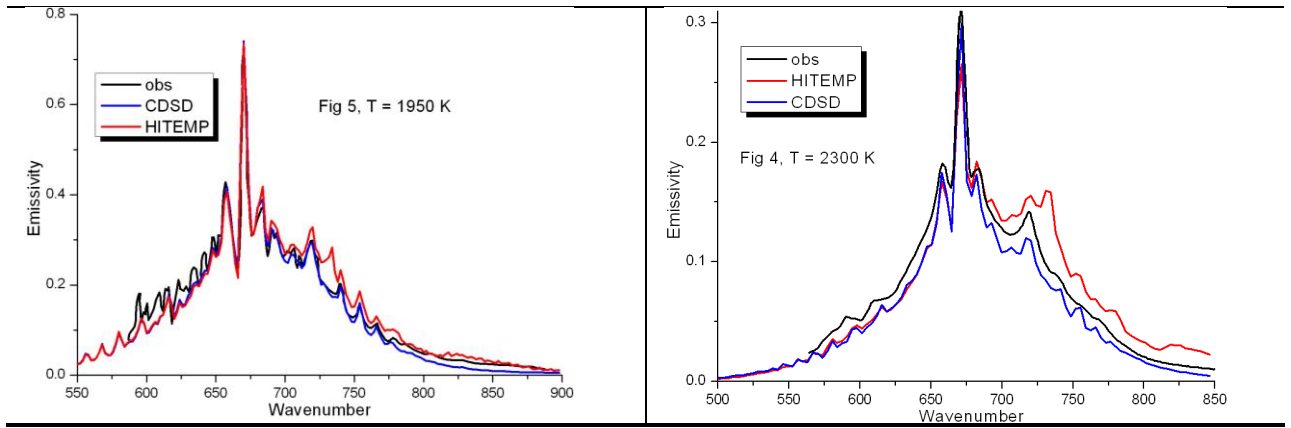 0.8
0.6
0.4
0.2
0.0
Emissivity
obs
CDSD
HITEMP
Fig 5, T = 1950 K
550 600 650 700 750 800 850 900
Wavenumber
0.3
0.2
0.1
0.0
Emissivity
obs
HITEMP
CDSD
Fig 4, T = 2300 K
500 550 600 650 700 750 800 850
Wavenumber